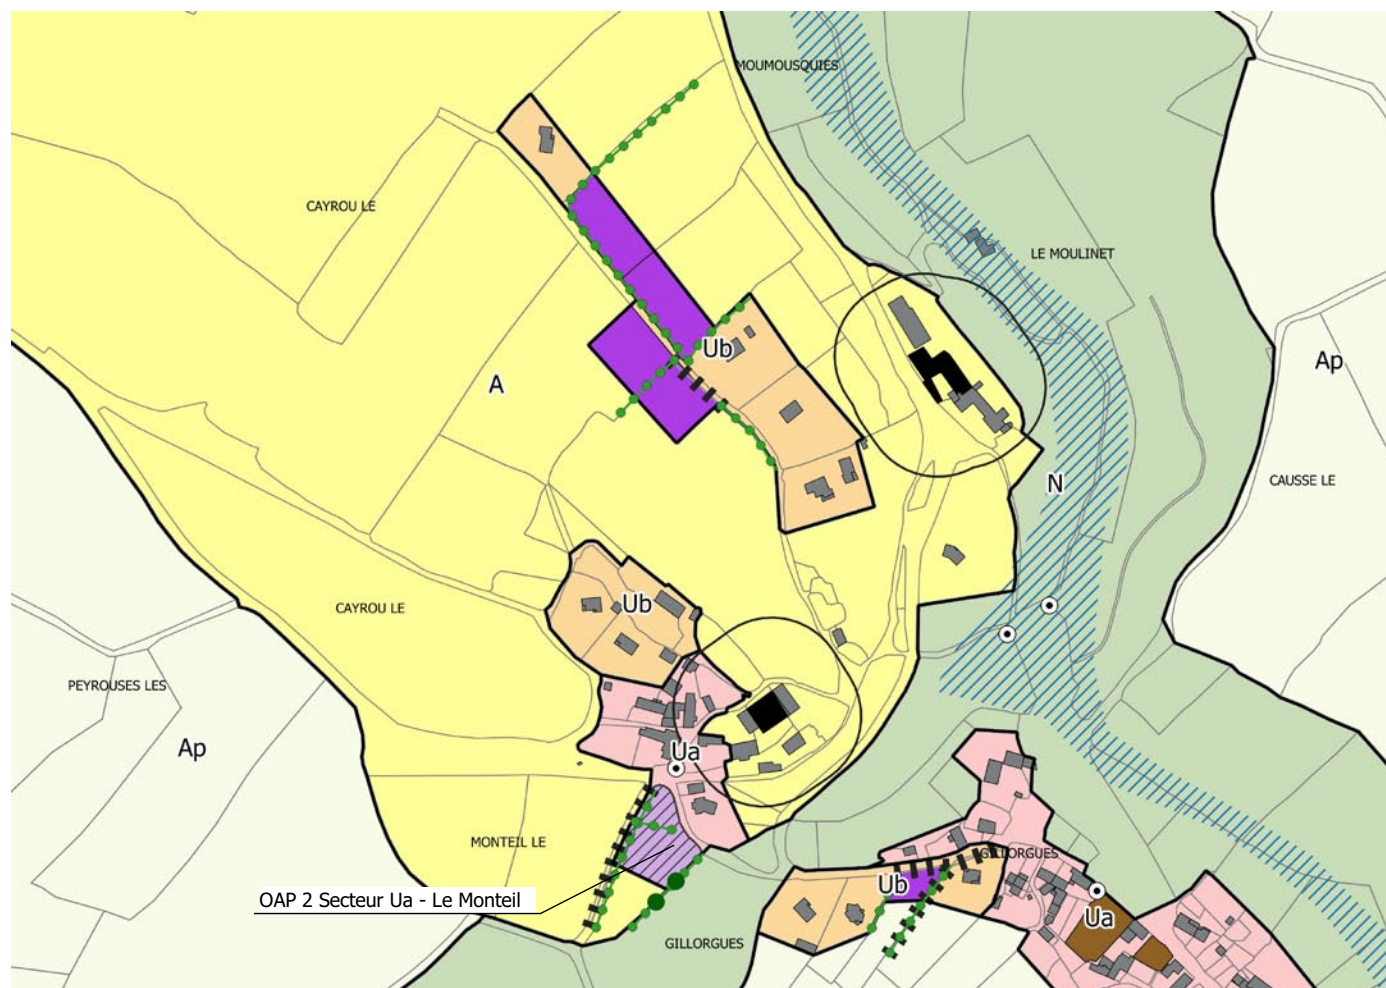 MOUMOUSQUIES
CAYROU LE
LE MOULINET
Ub
Ap
A
CAUSSE LE
N
Ub
CAYROU LE
PEYROUSES LES
Ap
Ua
MONTEIL LE
GILLORGUES
Ub
OAP 2 Secteur Ua - Le Monteil
Ua
GILLORGUES